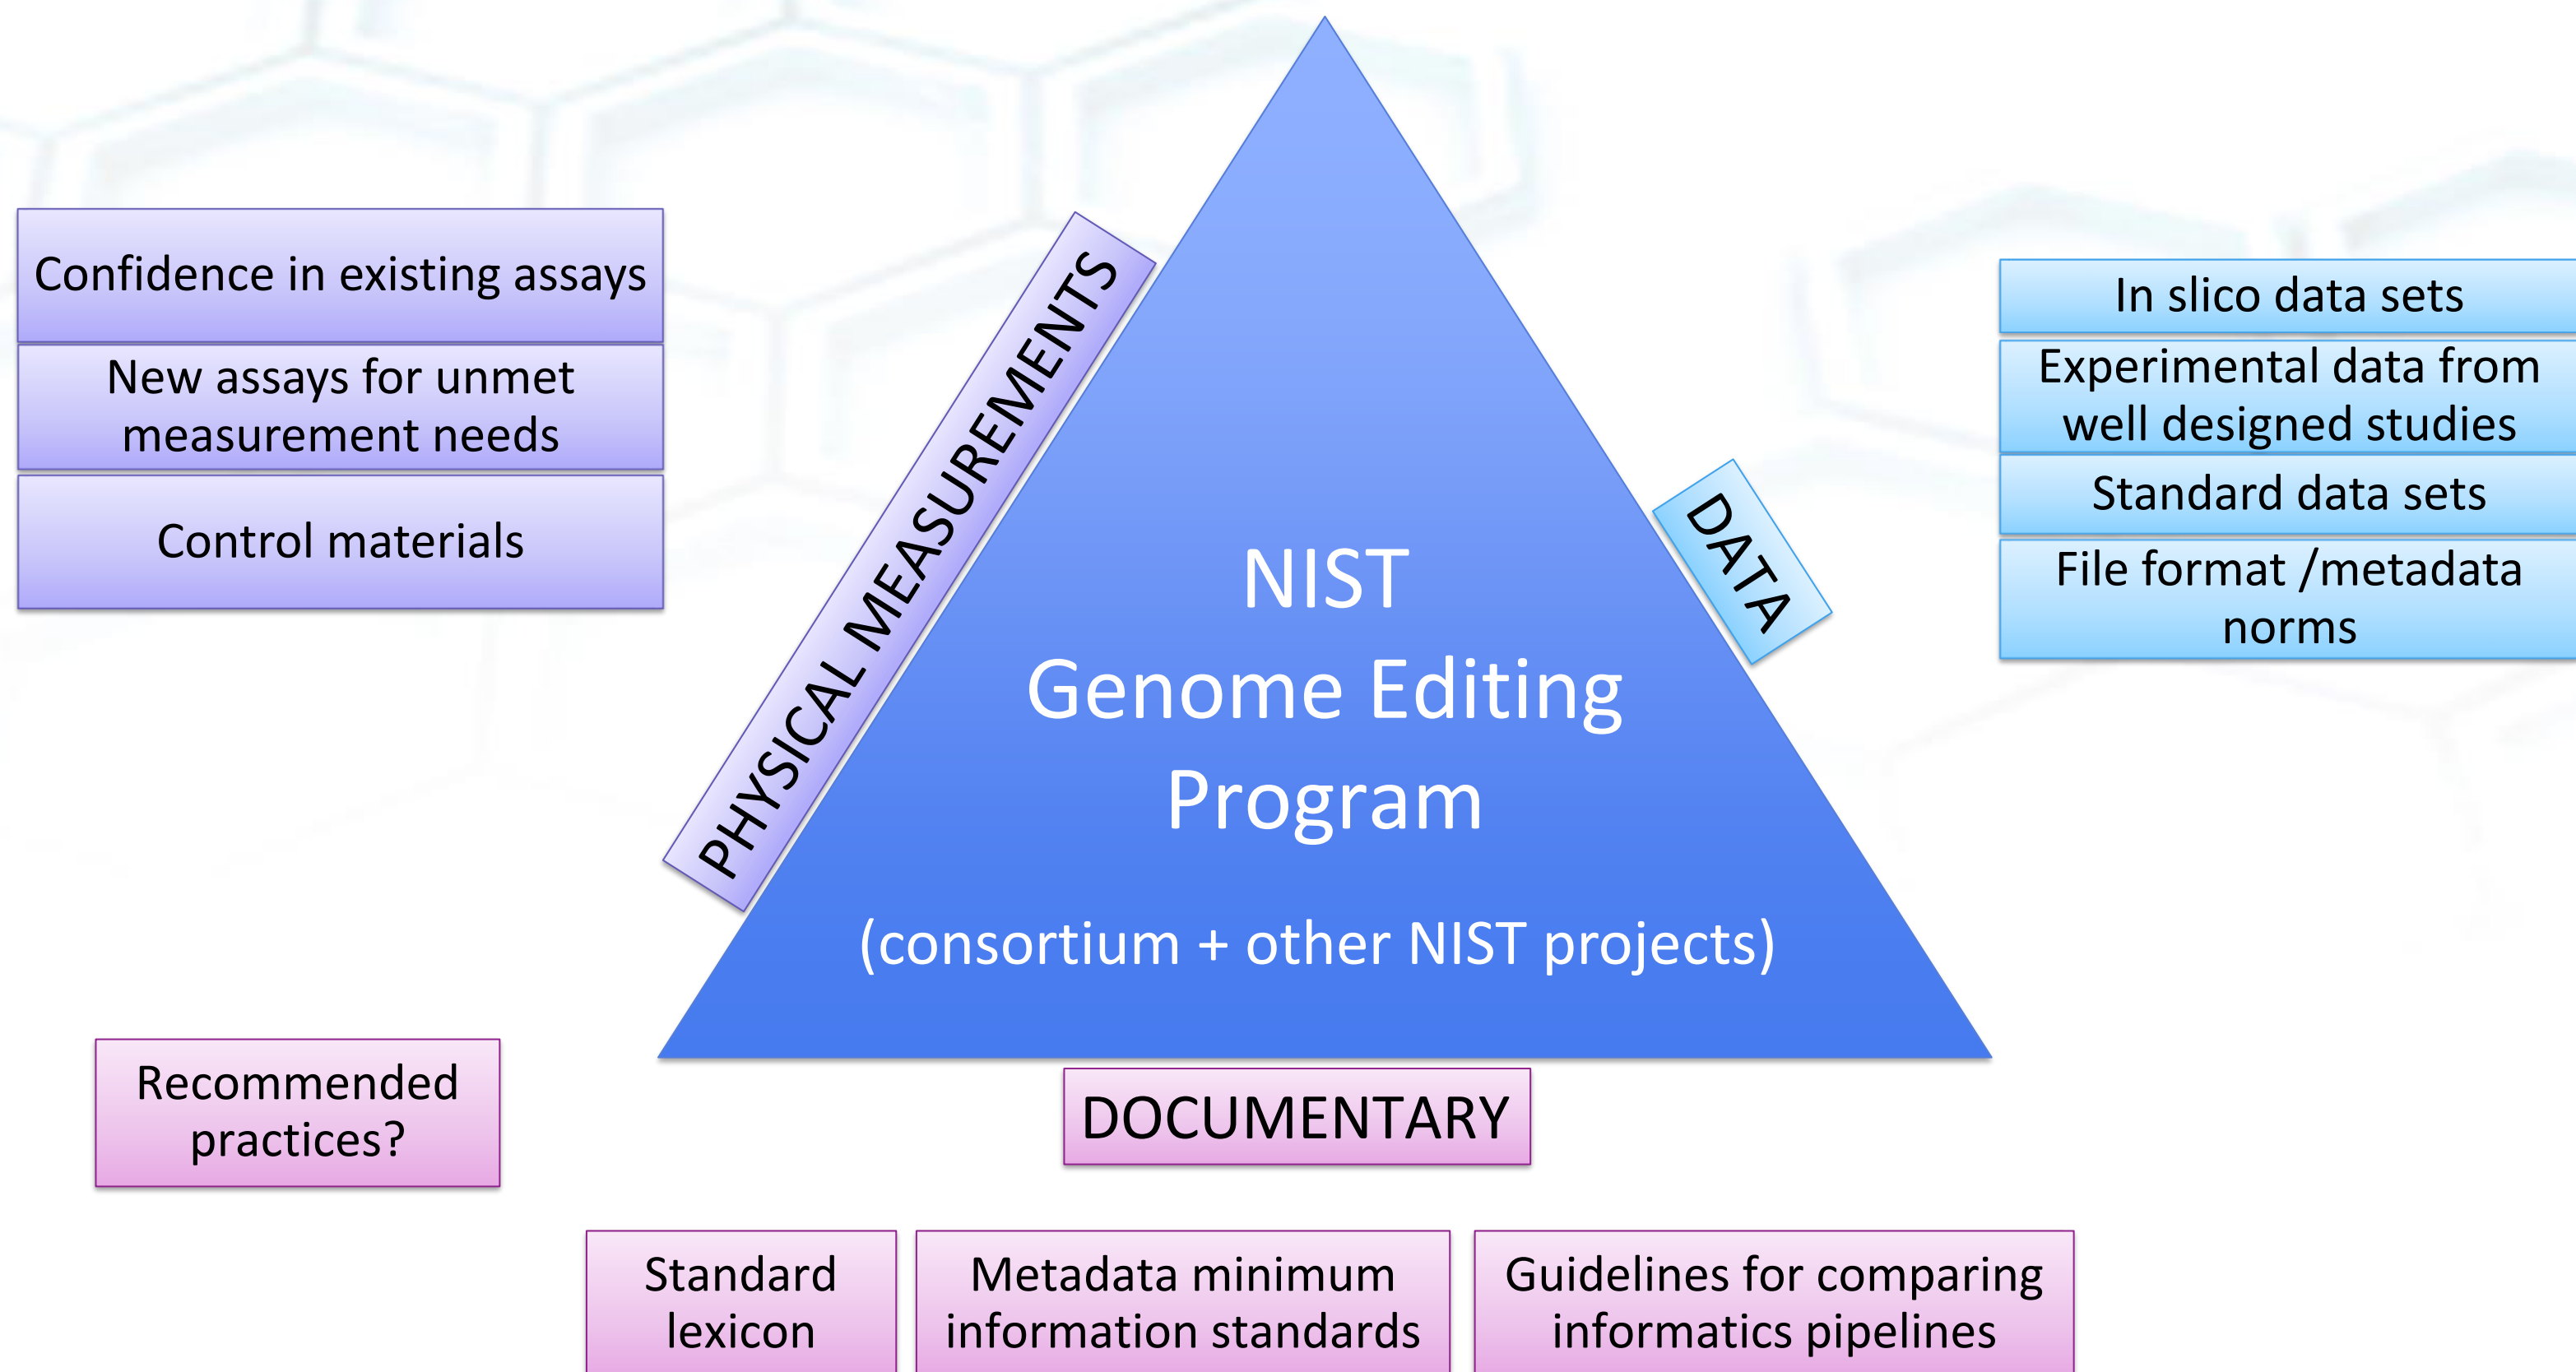 Confidence in existing assays
New assays for unmet
measurement needs
Control materials
PHYSICAL MEASUREMENTS
NIST
Genome Editing
Program
(consortium + other NIST projects)
DATA
In slico data sets
Experimental data from
well designed studies
Standard data sets
File format /metadata
norms
Recommended
practices?
DOCUMENTARY
Standard
lexicon
Metadata minimum
information standards
Guidelines for comparing
informatics pipelines